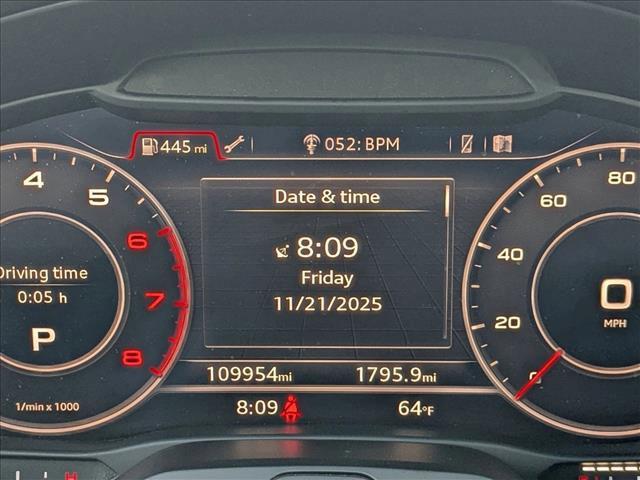 445 mi
052: BPM
Date & time
8:09
Friday
11/21/2025
4
5
6
7
8
Driving time
0:05 h
P
1/min x 1000
0
20
40
60
80
0
MPH
109954mi
1795.9mi
8:09
64°F
H